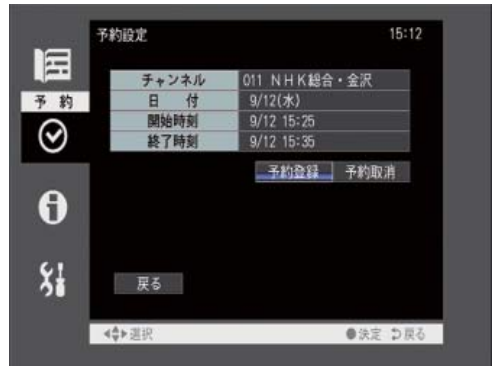 予約設定 15:12
予 約
チャンネル 011 NHK総合・金沢
日 付 9/12(水)
開始時刻 9/12 15:25
終了時刻 9/12 15:35
予約登録 予約取消
戻る
選択 決定 戻る